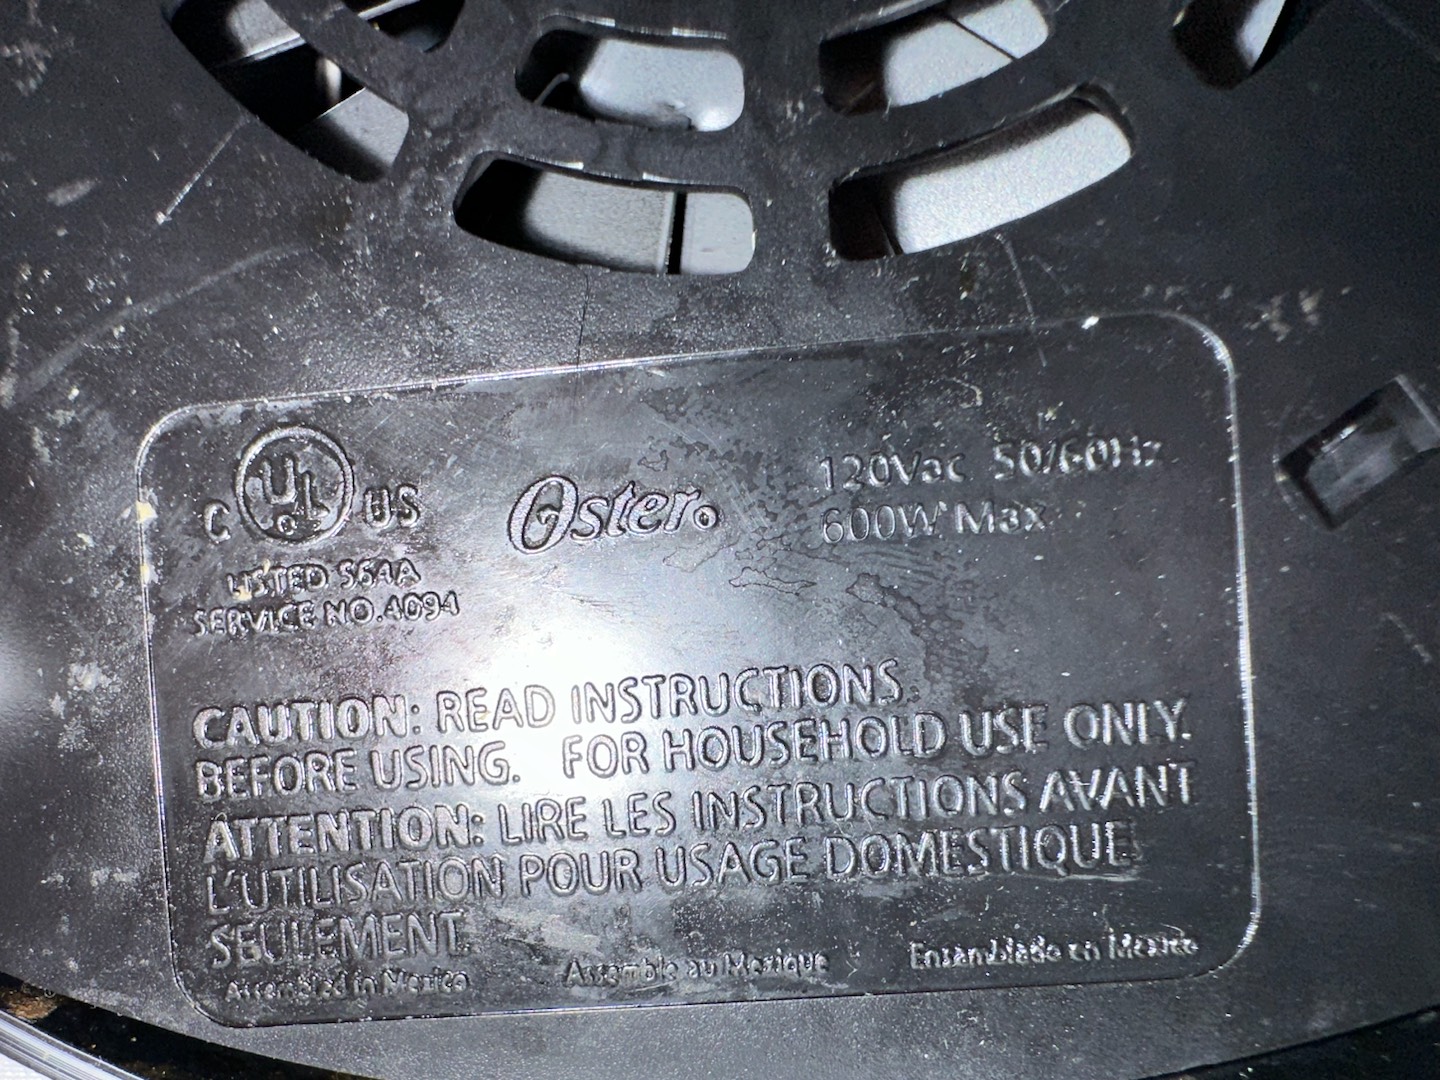 C UL US
Oster®
120Vac 50/60Hz
600W Max
LISTED 564A
SERVICE NO.4094
CAUTION: READ INSTRUCTIONS
BEFORE USING. FOR HOUSEHOLD USE ONLY.
ATTENTION: LIRE LES INSTRUCTIONS AVANT
L'UTILISATION POUR USAGE DOMESTIQUE
SEULEMENT.
Assembled in Mexico
Assemble au Mexique
Ensamblado en Mexico